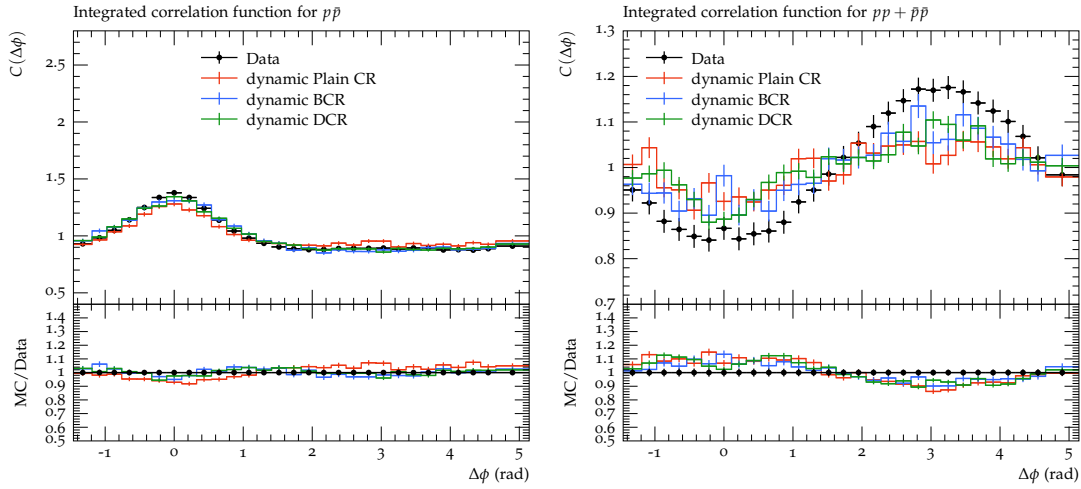 Integrated correlation function for pp̄
C(Δϕ)
2.5
2
1.5
1
0.5
Data
dynamic Plain CR
dynamic BCR
dynamic DCR
MC/Data
1.4
1.3
1.2
1.1
1
0.9
0.8
0.7
0.6
0.5
-1 0 1 2 3 4 5
Δϕ (rad)
Integrated correlation function for pp + p̄p̄
C(Δϕ)
1.3
1.2
1.1
1.0
0.9
0.8
0.7
Data
dynamic Plain CR
dynamic BCR
dynamic DCR
MC/Data
1.4
1.3
1.2
1.1
1
0.9
0.8
0.7
0.6
0.5
-1 0 1 2 3 4 5
Δϕ (rad)